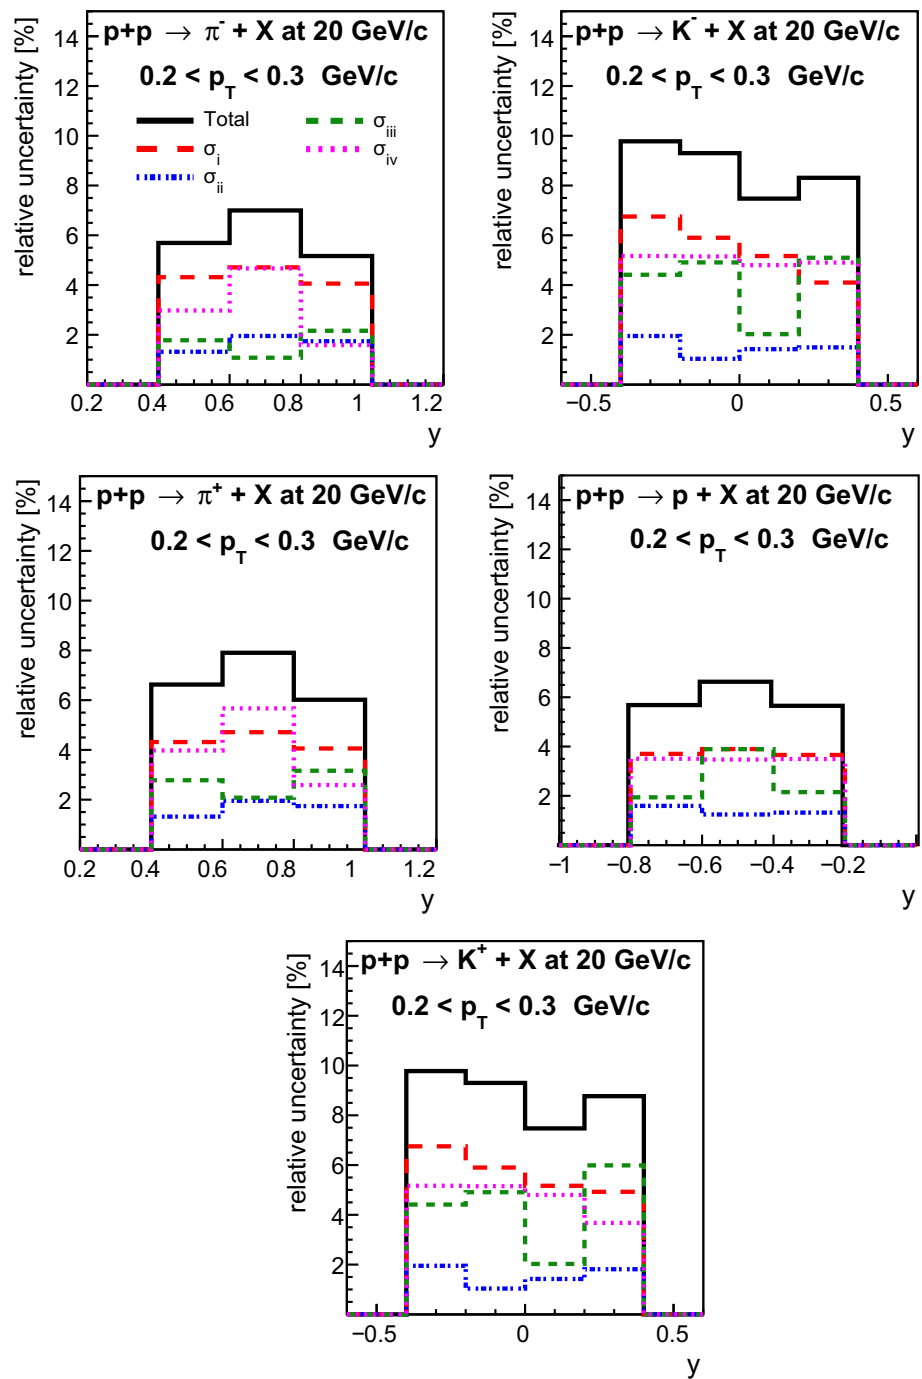 p+p → π⁻ + X at 20 GeV/c
0.2 < p_T < 0.3 GeV/c
Total
σ_i
σ_ii
σ_iii
σ_iv
relative uncertainty [%]
14
12
10
8
6
4
2
0.2 0.4 0.6 0.8 1 1.2
y
p+p → K⁻ + X at 20 GeV/c
0.2 < p_T < 0.3 GeV/c
relative uncertainty [%]
14
12
10
8
6
4
2
−0.5 0 0.5
y
p+p → π⁺ + X at 20 GeV/c
0.2 < p_T < 0.3 GeV/c
relative uncertainty [%]
14
12
10
8
6
4
2
0.2 0.4 0.6 0.8 1 1.2
y
p+p → p + X at 20 GeV/c
0.2 < p_T < 0.3 GeV/c
relative uncertainty [%]
14
12
10
8
6
4
2
−1 −0.8 −0.6 −0.4 −0.2
y
p+p → K⁺ + X at 20 GeV/c
0.2 < p_T < 0.3 GeV/c
relative uncertainty [%]
14
12
10
8
6
4
2
−0.5 0 0.5
y